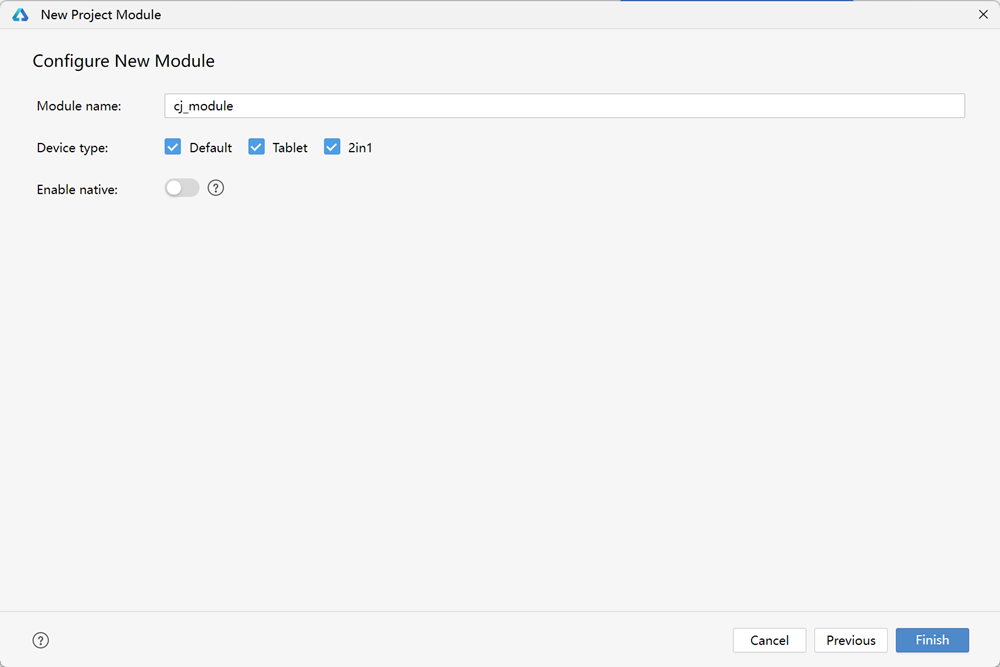 New Project Module
Configure New Module
Module name: cj_module
Device type: Default Tablet 2in1
Enable native: ?
? Cancel Previous Finish